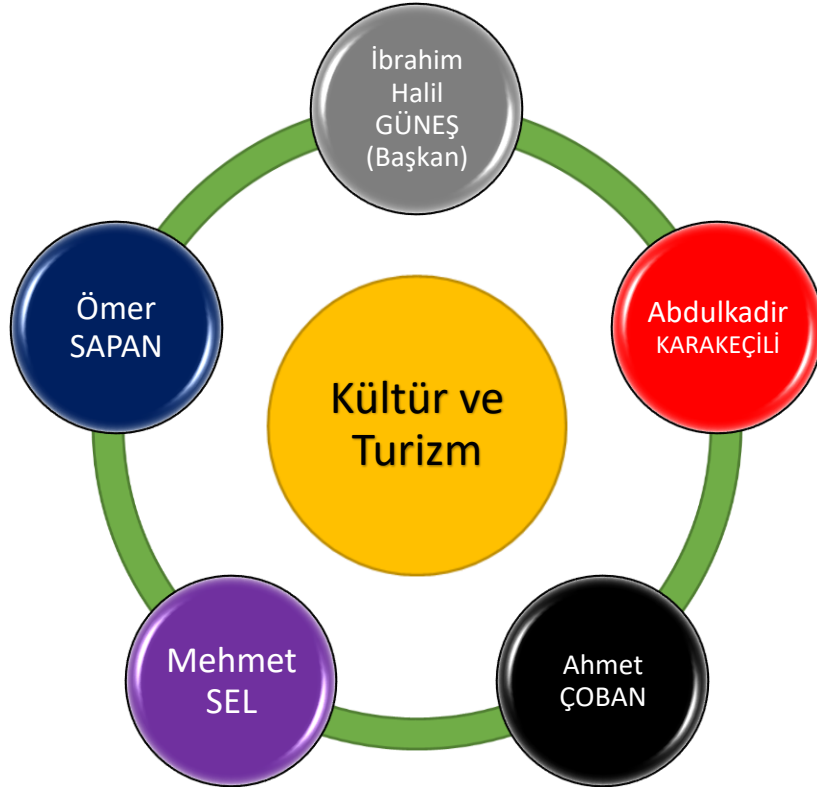 İbrahim
Halil
GÜNEŞ
(Başkan)
Abdulkadir
KARAKEÇİLİ
Ahmet
ÇOBAN
Mehmet
SEL
Ömer
SAPAN
Kültür ve
Turizm